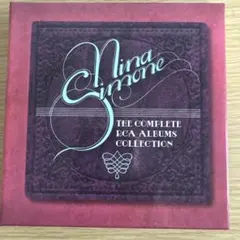 Nina
Simone
THE COMPLETE
RCA ALBUMS
COLLECTION